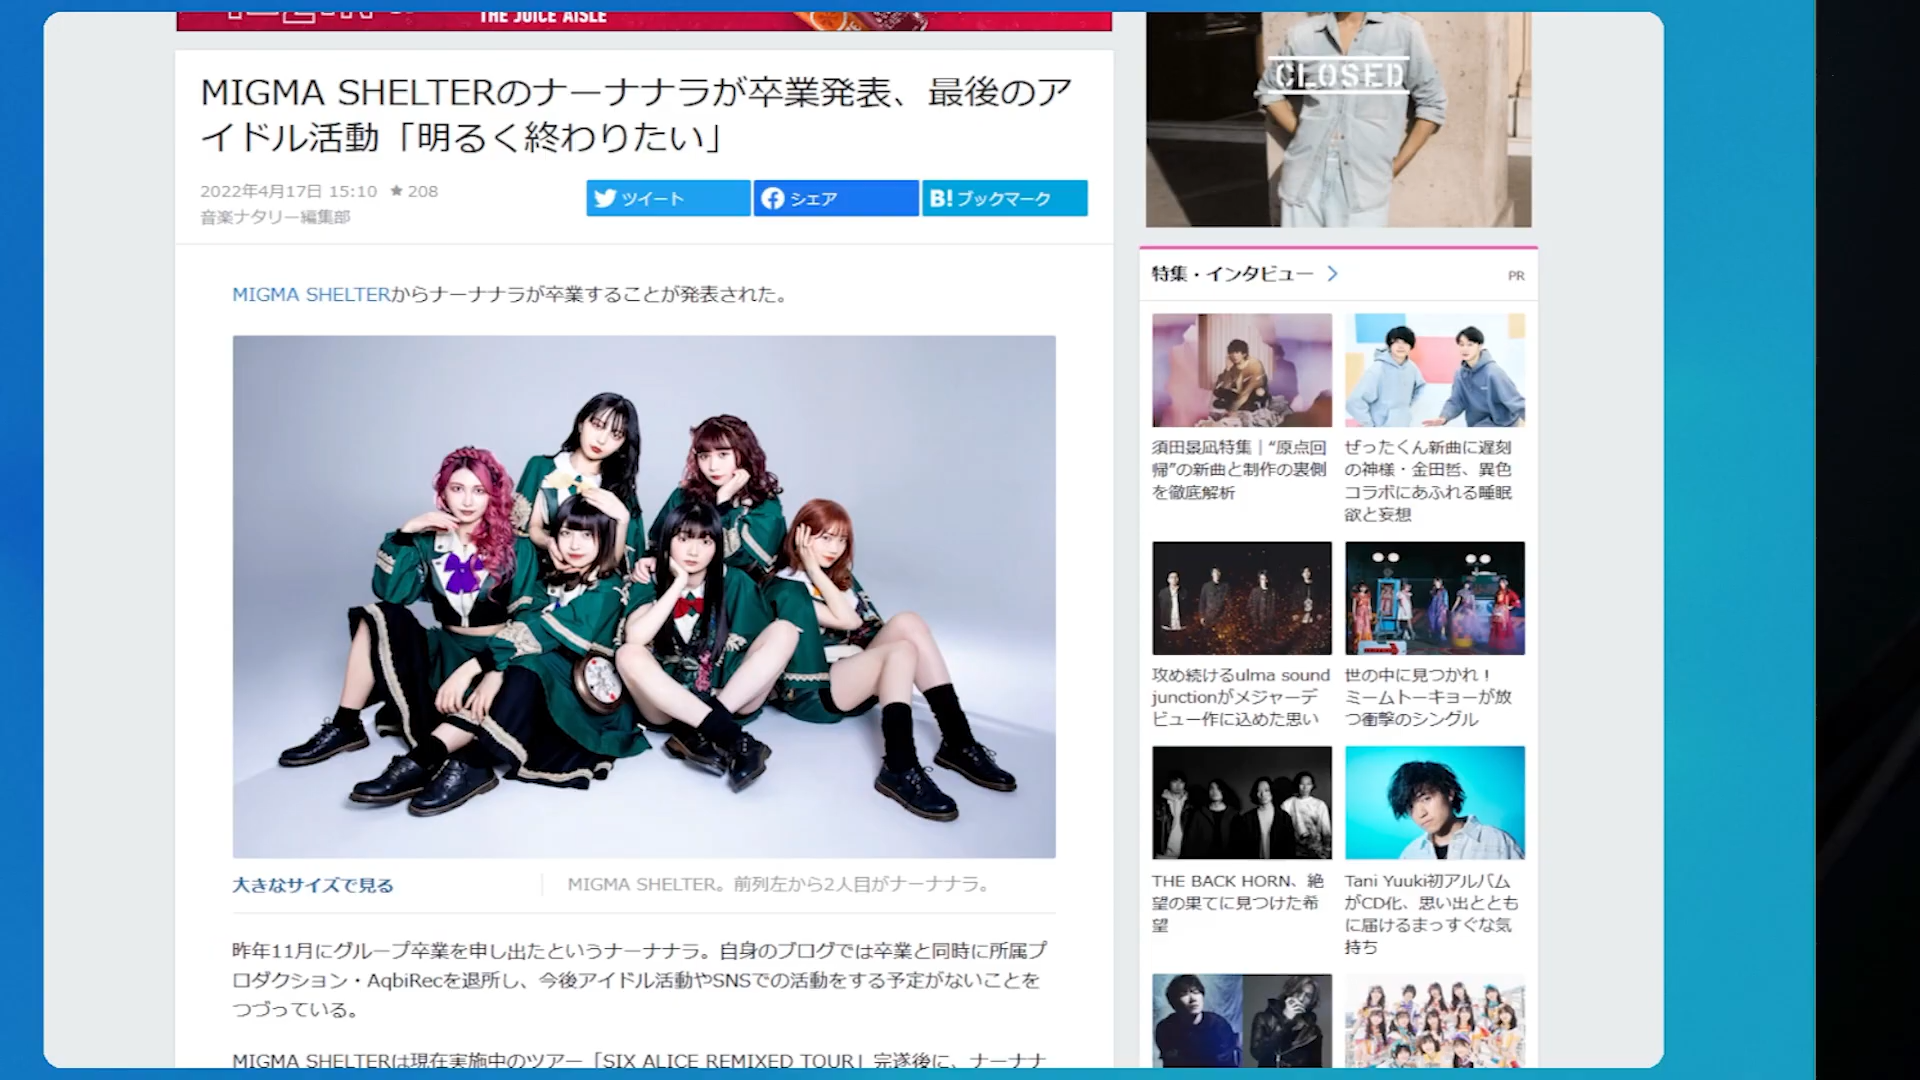 THE JUICE AISLE
MIGMA SHELTERのナーナナラが卒業発表、最後のア
イドル活動「明るく終わりたい」
2022年4月17日 15:10 ★ 208
音楽ナタリー編集部
ツイート
シェア
B! ブックマーク
MIGMA SHELTERからナーナナラが卒業することが発表された。
大きなサイズで見る
MIGMA SHELTER。前列左から2人目がナーナナラ。
昨年11月にグループ卒業を申し出たというナーナナラ。自身のブログでは卒業と同時に所属プ
ロダクション・AqbiRecを退所し、今後アイドル活動やSNSでの活動をする予定がないことを
つづっている。
MIGMA SHELTERは現在実施中のツアー「SIX ALICE REMIXED TOUR」完遂後に、ナーナナ
CLOSED
特集・インタビュー
PR
須田景凪特集｜“原点回
帰”の新曲と制作の裏側
を徹底解析
ぜったくん新曲に遅刻
の神様・金田哲、異色
コラボにあふれる睡眠
欲と妄想
攻め続けるulma sound
junctionがメジャーデ
ビュー作に込めた思い
世の中に見つかれ！
ミームトーキョーが放
つ衝撃のシングル
THE BACK HORN、絶
望の果てに見つけた希
望
Tani Yuuki初アルバム
がCD化、思い出ととも
に届けるまっすぐな気
持ち